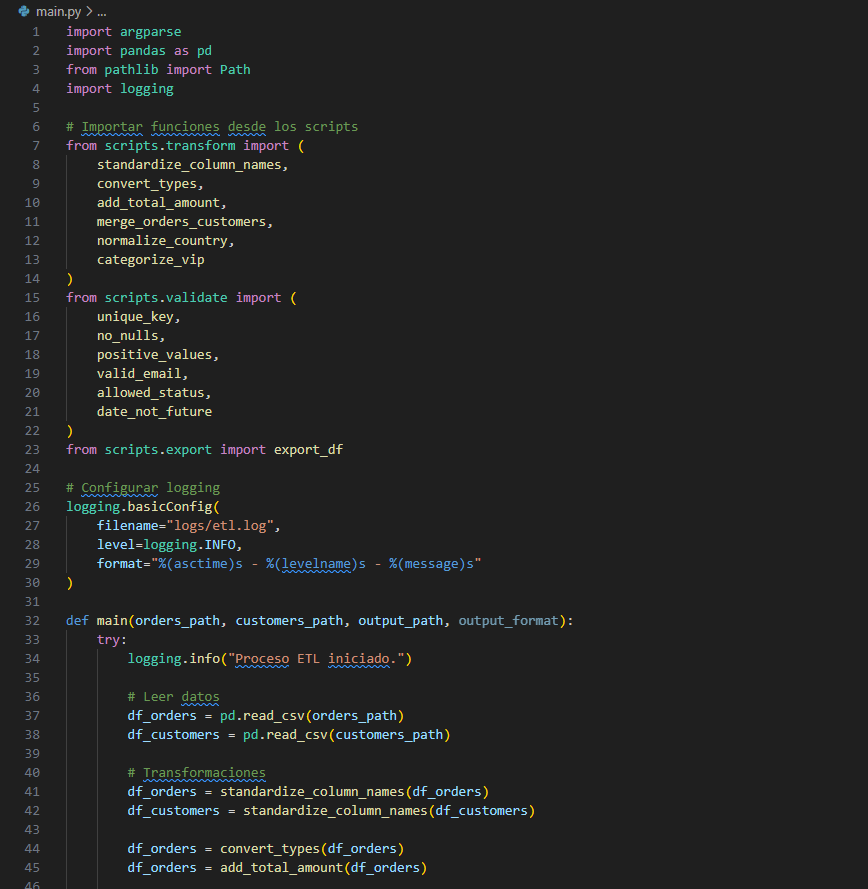 main.py > ...
1 import argparse
2 import pandas as pd
3 from pathlib import Path
4 import logging
5
6 # Importar funciones desde los scripts
7 from scripts.transform import (
8     standardize_column_names,
9     convert_types,
10     add_total_amount,
11     merge_orders_customers,
12     normalize_country,
13     categorize_vip
14 )
15 from scripts.validate import (
16     unique_key,
17     no_nulls,
18     positive_values,
19     valid_email,
20     allowed_status,
21     date_not_future
22 )
23 from scripts.export import export_df
24
25 # Configurar logging
26 logging.basicConfig(
27     filename="logs/etl.log",
28     level=logging.INFO,
29     format="%(asctime)s - %(levelname)s - %(message)s"
30 )
31
32 def main(orders_path, customers_path, output_path, output_format):
33     try:
34         logging.info("Proceso ETL iniciado.")
35
36         # Leer datos
37         df_orders = pd.read_csv(orders_path)
38         df_customers = pd.read_csv(customers_path)
39
40         # Transformaciones
41         df_orders = standardize_column_names(df_orders)
42         df_customers = standardize_column_names(df_customers)
43
44         df_orders = convert_types(df_orders)
45         df_orders = add_total_amount(df_orders)
46